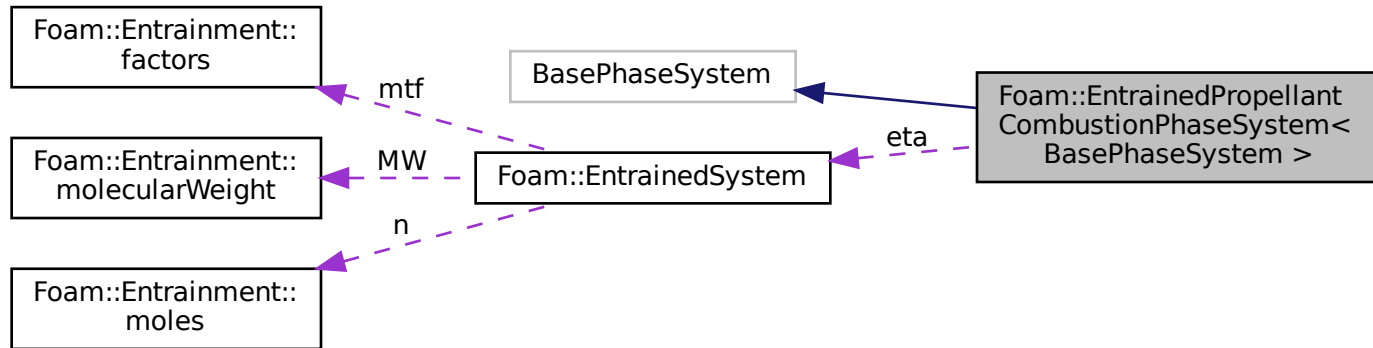 Foam::Entrainment::
factors
mtf
BasePhaseSystem
Foam::EntrainedPropellant
CombustionPhaseSystem<
BasePhaseSystem >
eta
Foam::Entrainment::
molecularWeight
MW
Foam::EntrainedSystem
n
Foam::Entrainment::
moles